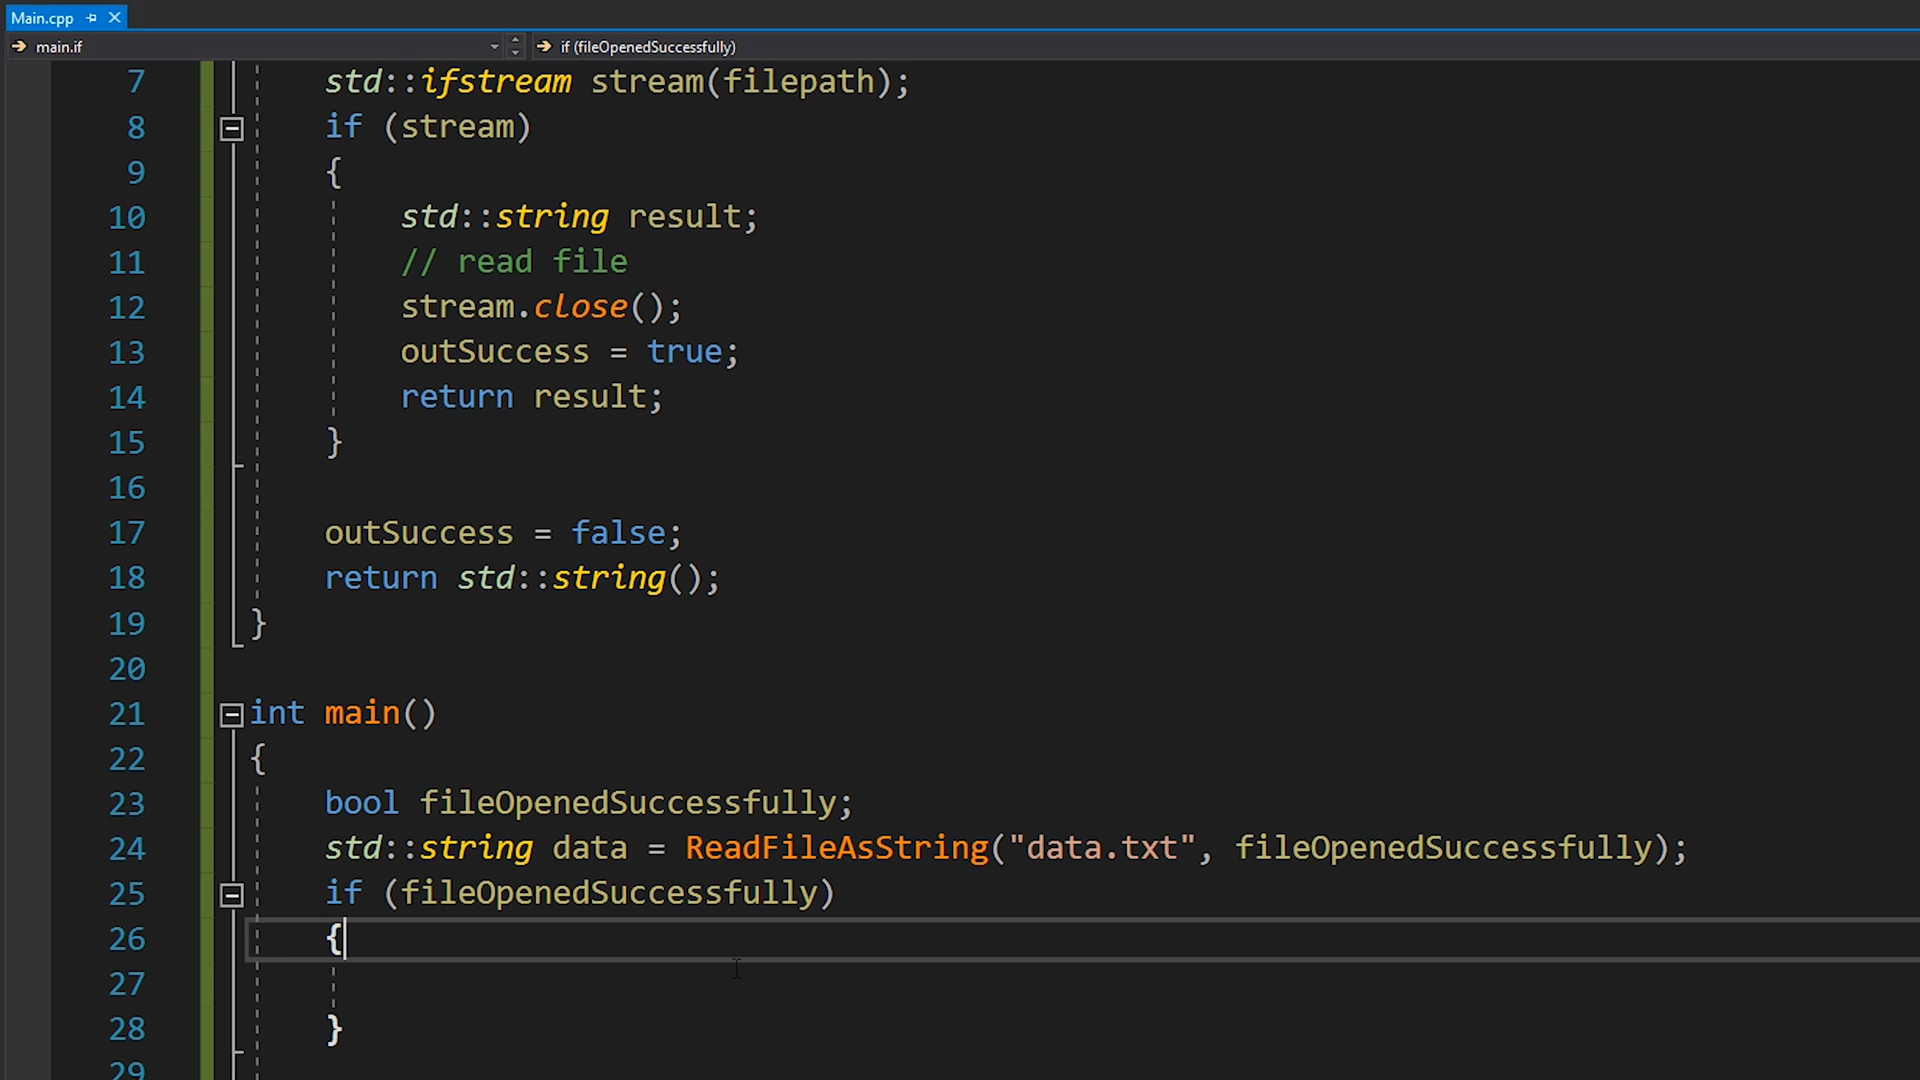 Main.cpp
main.if
if (fileOpenedSuccessfully)
7 std::ifstream stream(filepath);
8 if (stream)
9 {
10 std::string result;
11 // read file
12 stream.close();
13 outSuccess = true;
14 return result;
15 }
16
17 outSuccess = false;
18 return std::string();
19 }
20
21 int main()
22 {
23 bool fileOpenedSuccessfully;
24 std::string data = ReadFileAsString("data.txt", fileOpenedSuccessfully);
25 if (fileOpenedSuccessfully)
26 {
27
28 }
29